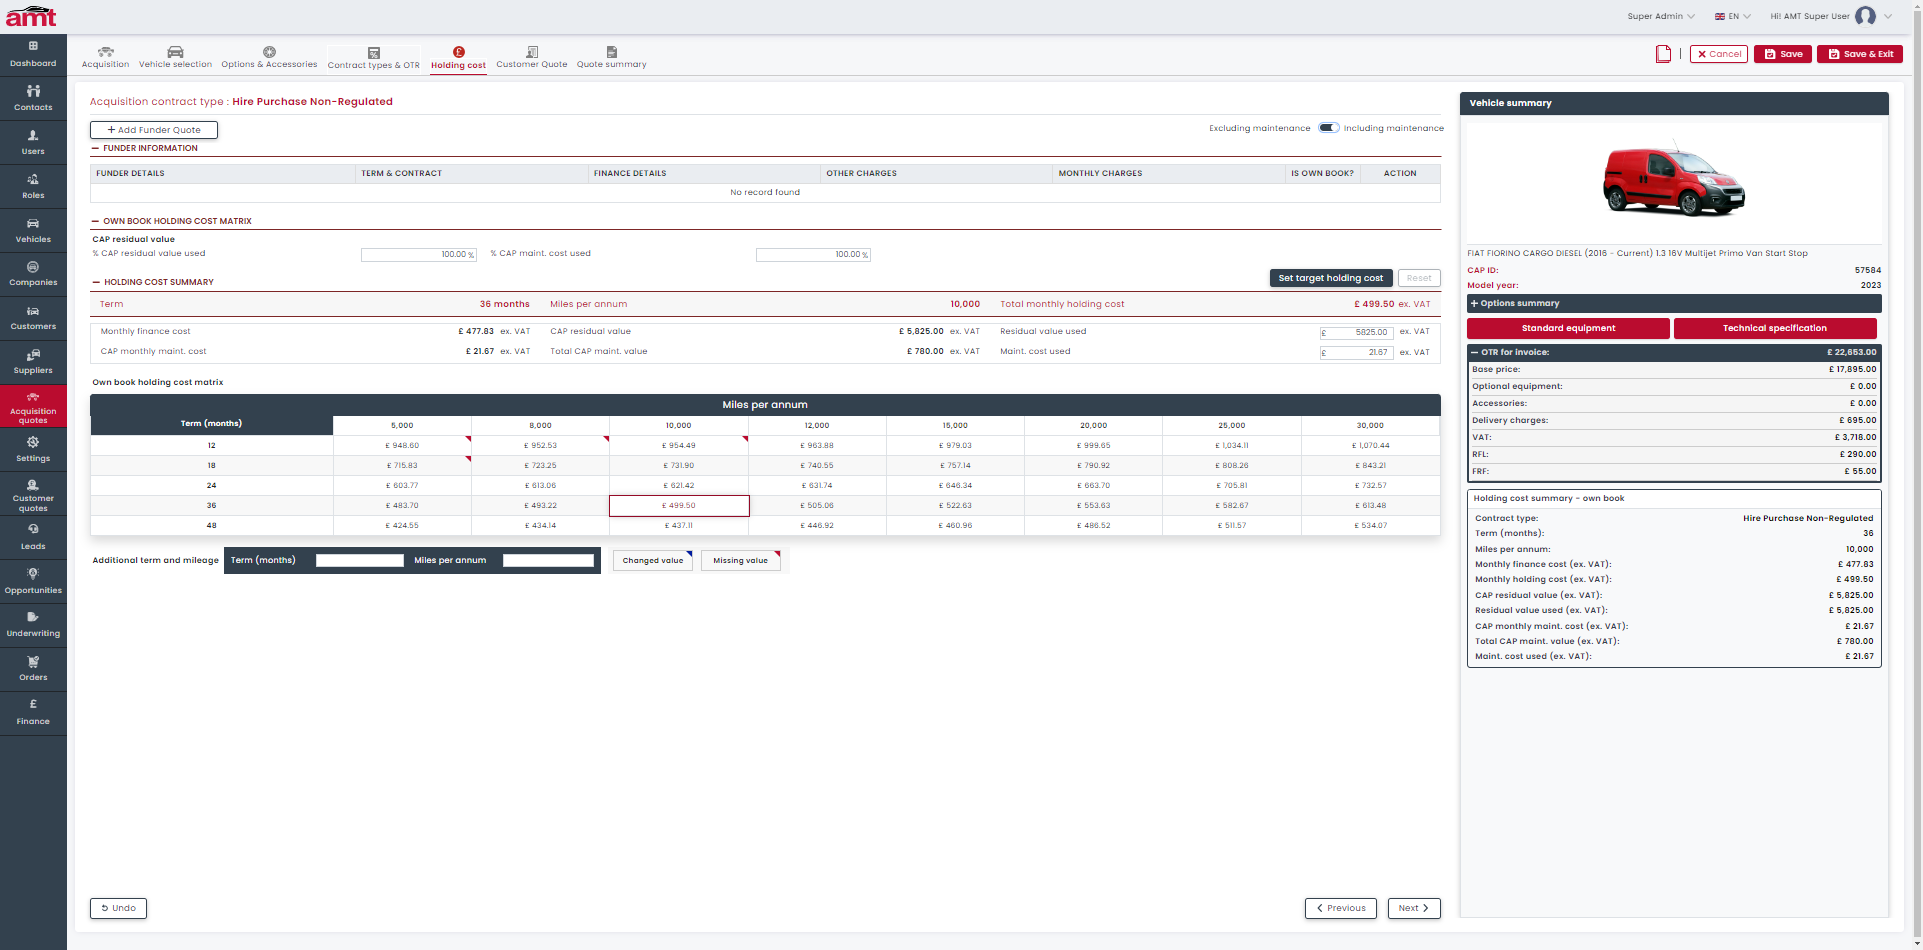 amt
Super Admin
EN
Hi! AMT Super User
Dashboard
Contacts
Users
Roles
Vehicles
Companies
Customers
Suppliers
Acquisition
quotes
Settings
Customer
quotes
Leads
Opportunities
Underwriting
Orders
Finance
Acquisition
Vehicle selection
Options & Accessories
Contract types & OTR
Holding cost
Customer Quote
Quote summary
Cancel
Save
Save & Exit
Acquisition contract type : Hire Purchase Non-Regulated
+ Add Funder Quote
Excluding maintenance
Including maintenance
FUNDER INFORMATION
FUNDER DETAILS TERM & CONTRACT FINANCE DETAILS OTHER CHARGES MONTHLY CHARGES IS OWN BOOK? ACTION
No record found
OWN BOOK HOLDING COST MATRIX
CAP residual value
% CAP residual value used 100.00 % % CAP maint. cost used 100.00 %
HOLDING COST SUMMARY
Set target holding cost
Reset
Term 36 months Miles per annum 10,000 Total monthly holding cost £ 499.50 ex. VAT
Monthly finance cost £ 477.83 ex. VAT CAP residual value £ 5,825.00 ex. VAT Residual value used £ 5825.00 ex. VAT
CAP monthly maint. cost £ 21.67 ex. VAT Total CAP maint. value £ 780.00 ex. VAT Maint. cost used £ 21.67 ex. VAT
Own book holding cost matrix
Miles per annum
Term (months) 5,000 8,000 10,000 12,000 15,000 20,000 25,000 30,000
12 £ 948.60 £ 952.53 £ 954.49 £ 963.88 £ 979.03 £ 999.65 £ 1,034.11 £ 1,070.44
18 £ 715.83 £ 723.25 £ 731.90 £ 740.55 £ 757.14 £ 790.92 £ 808.26 £ 843.21
24 £ 603.77 £ 613.06 £ 621.42 £ 631.74 £ 646.34 £ 663.70 £ 705.81 £ 732.57
36 £ 483.70 £ 493.22 £ 499.50 £ 505.06 £ 522.63 £ 553.63 £ 582.67 £ 613.48
48 £ 424.55 £ 434.14 £ 437.11 £ 446.92 £ 460.96 £ 486.52 £ 511.57 £ 534.07
Additional term and mileage Term (months) Miles per annum Changed value Missing value
Undo
Previous
Next
Vehicle summary
FIAT FIORINO CARGO DIESEL (2016 - Current) 1.3 16V Multijet Primo Van Start Stop
CAP ID: 57584
Model year: 2023
+ Options summary
Standard equipment
Technical specification
OTR for invoice: £ 22,653.00
Base price: £ 17,895.00
Optional equipment: £ 0.00
Accessories: £ 0.00
Delivery charges: £ 695.00
VAT: £ 3,718.00
RFL: £ 290.00
FRF: £ 55.00
Holding cost summary - own book
Contract type: Hire Purchase Non-Regulated
Term (months): 36
Miles per annum: 10,000
Monthly finance cost (ex. VAT): £ 477.83
Monthly holding cost (ex. VAT): £ 499.50
CAP residual value (ex. VAT): £ 5,825.00
Residual value used (ex. VAT): £ 5,825.00
CAP monthly maint. cost (ex. VAT): £ 21.67
Total CAP maint. value (ex. VAT): £ 780.00
Maint. cost used (ex. VAT): £ 21.67